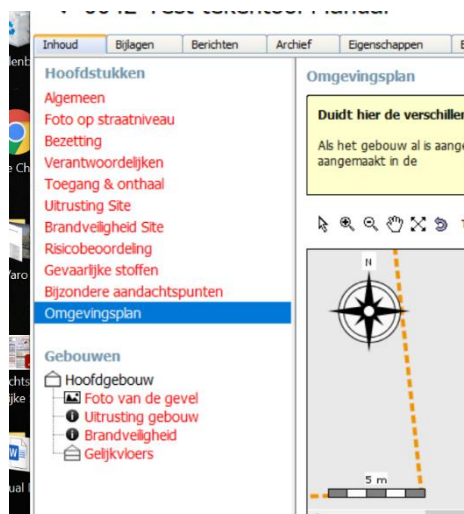 Inhoud Bijlagen Berichten Archief Eigenschappen
Hoofdstukken
Algemeen
Foto op straatniveau
Bezetting
Verantwoordelijken
Toegang & onthaal
Uitrusting Site
Brandveiligheid Site
Risicobeoordeling
Gevaarlijke stoffen
Bijzondere aandachtspunten
Omgevingsplan
Gebouwen
Hoofdgebouw
Foto van de gevel
Uitrusting gebouw
Brandveiligheid
Gelijkvloers
Omgevingsplan
Duidt hier de verschillen
Als het gebouw al is aange
aangemaakt in de
N
5 m